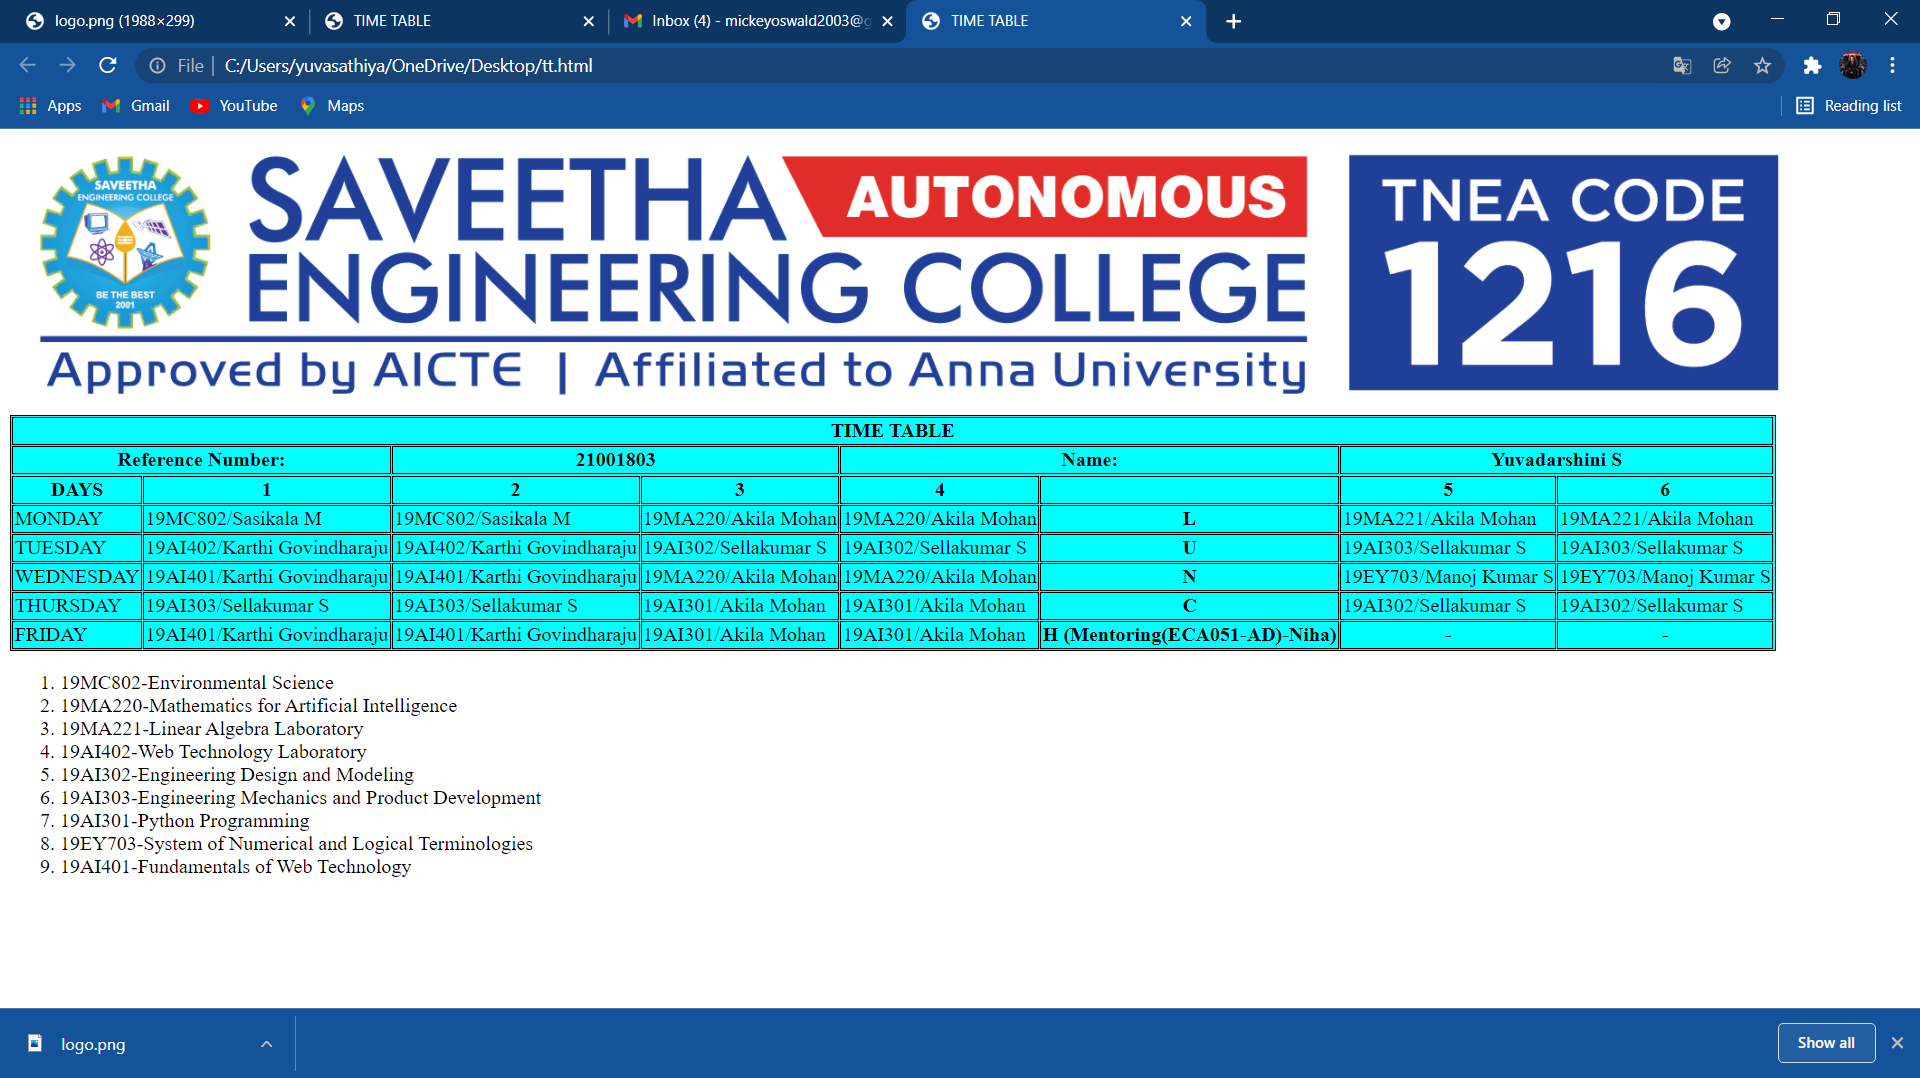 logo.png (1988×299)
TIME TABLE
Inbox (4) - mickeyoswald2003@g
TIME TABLE
File | C:/Users/yuvasathiya/OneDrive/Desktop/tt.html
Apps Gmail YouTube Maps Reading list
SAVEETHA
ENGINEERING COLLEGE
BE THE BEST
2001
SAVEETHA AUTONOMOUS
ENGINEERING COLLEGE
Approved by AICTE | Affiliated to Anna University
TNEA CODE
1216
TIME TABLE
Reference Number: 21001803 Name: Yuvadarshini S
DAYS 1 2 3 4 5 6
MONDAY 19MC802/Sasikala M 19MC802/Sasikala M 19MA220/Akila Mohan 19MA220/Akila Mohan L 19MA221/Akila Mohan 19MA221/Akila Mohan
TUESDAY 19AI402/Karthi Govindharaju 19AI402/Karthi Govindharaju 19AI302/Sellakumar S 19AI302/Sellakumar S U 19AI303/Sellakumar S 19AI303/Sellakumar S
WEDNESDAY 19AI401/Karthi Govindharaju 19AI401/Karthi Govindharaju 19MA220/Akila Mohan 19MA220/Akila Mohan N 19EY703/Manoj Kumar S 19EY703/Manoj Kumar S
THURSDAY 19AI303/Sellakumar S 19AI303/Sellakumar S 19AI301/Akila Mohan 19AI301/Akila Mohan C 19AI302/Sellakumar S 19AI302/Sellakumar S
FRIDAY 19AI401/Karthi Govindharaju 19AI401/Karthi Govindharaju 19AI301/Akila Mohan 19AI301/Akila Mohan H (Mentoring(ECA051-AD)-Niha) - -
1. 19MC802-Environmental Science
2. 19MA220-Mathematics for Artificial Intelligence
3. 19MA221-Linear Algebra Laboratory
4. 19AI402-Web Technology Laboratory
5. 19AI302-Engineering Design and Modeling
6. 19AI303-Engineering Mechanics and Product Development
7. 19AI301-Python Programming
8. 19EY703-System of Numerical and Logical Terminologies
9. 19AI401-Fundamentals of Web Technology
logo.png
Show all